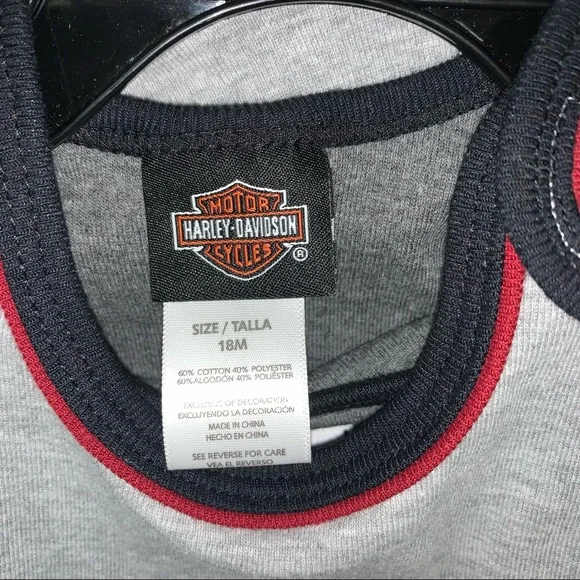 MOTOR
HARLEY-DAVIDSON
CYCLES
®
SIZE / TALLA
18M
60% COTTON 40% POLYESTER
60% ALGODÓN 40% POLIÉSTER
EXCLUSIVE OF DECORATION
EXCLUYENDO LA DECORACIÓN
MADE IN CHINA
HECHO EN CHINA
SEE REVERSE FOR CARE
VEA EL REVERSO